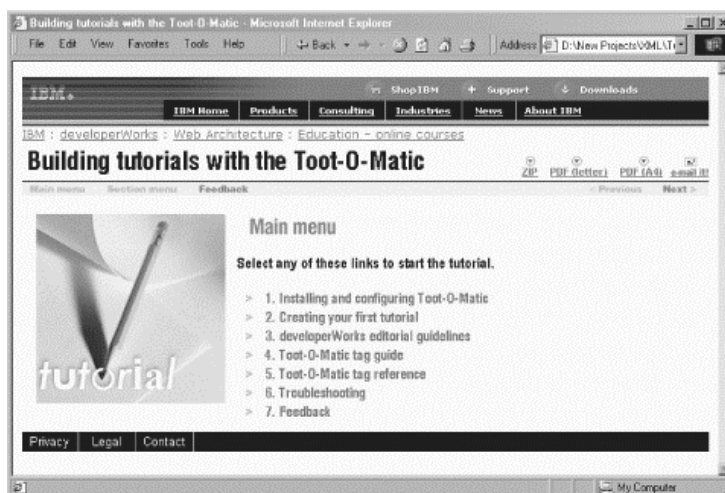 Building tutorials with the Toot-O-Matic - Microsoft Internet Explorer
File Edit View Favorites Tools Help Back Address D:\New Projects\XML\T
IBM
ShopIBM + Support Downloads
IBM Home Products Consulting Industries News About IBM
IBM : developerWorks : Web Architecture : Education - online courses
Building tutorials with the Toot-O-Matic
ZIP PDF (letter) PDF (A4) e-mail it!
Main menu Section menu Feedback < Previous Next >
Main menu
Select any of these links to start the tutorial.
> 1. Installing and configuring Toot-O-Matic
> 2. Creating your first tutorial
> 3. developerWorks editorial guidelines
> 4. Toot-O-Matic tag guide
> 5. Toot-O-Matic tag reference
> 6. Troubleshooting
> 7. Feedback
tutorial
Privacy Legal Contact
My Computer